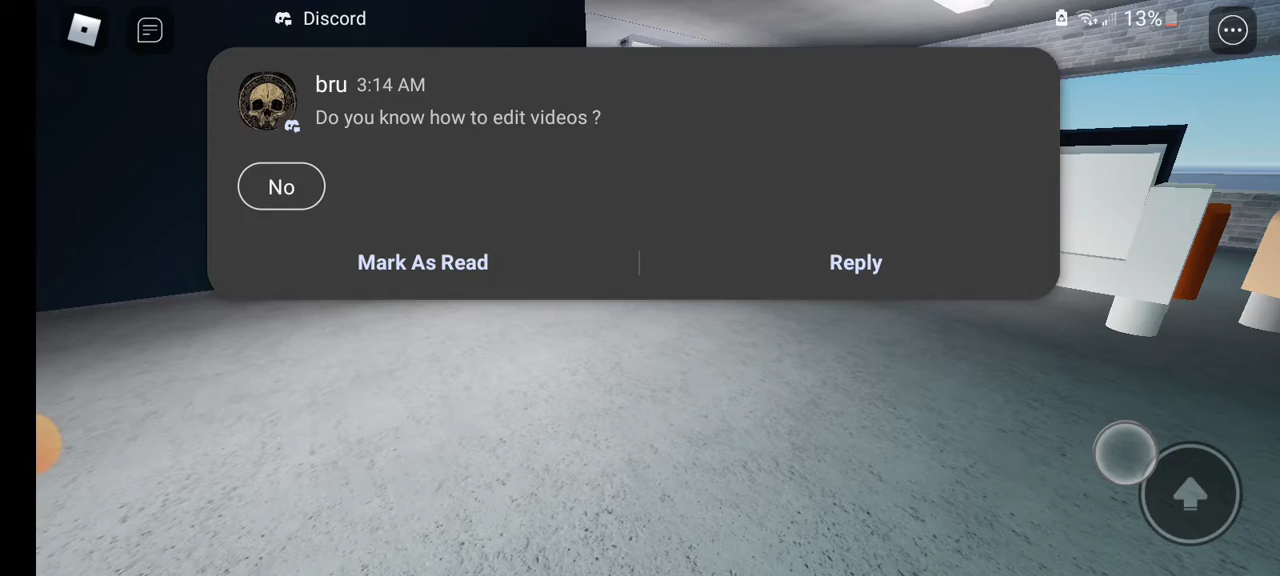 Discord
13%
bru 3:14 AM
Do you know how to edit videos ?
No
Mark As Read
Reply